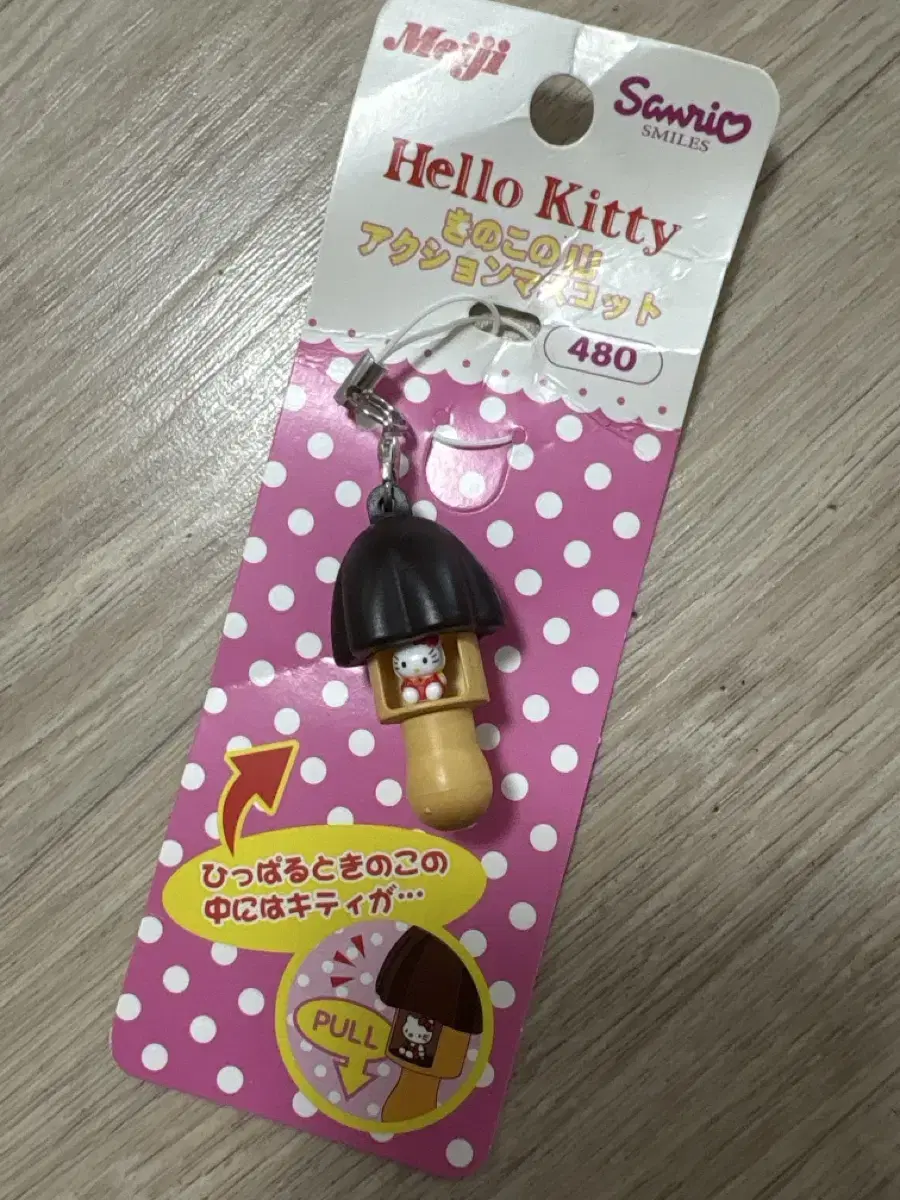 Meiji
Sanrio
SMILES
Hello Kitty
きのこの山
アクションマスコット
480
ひっぱるときのこの
中にはキティが…
PULL